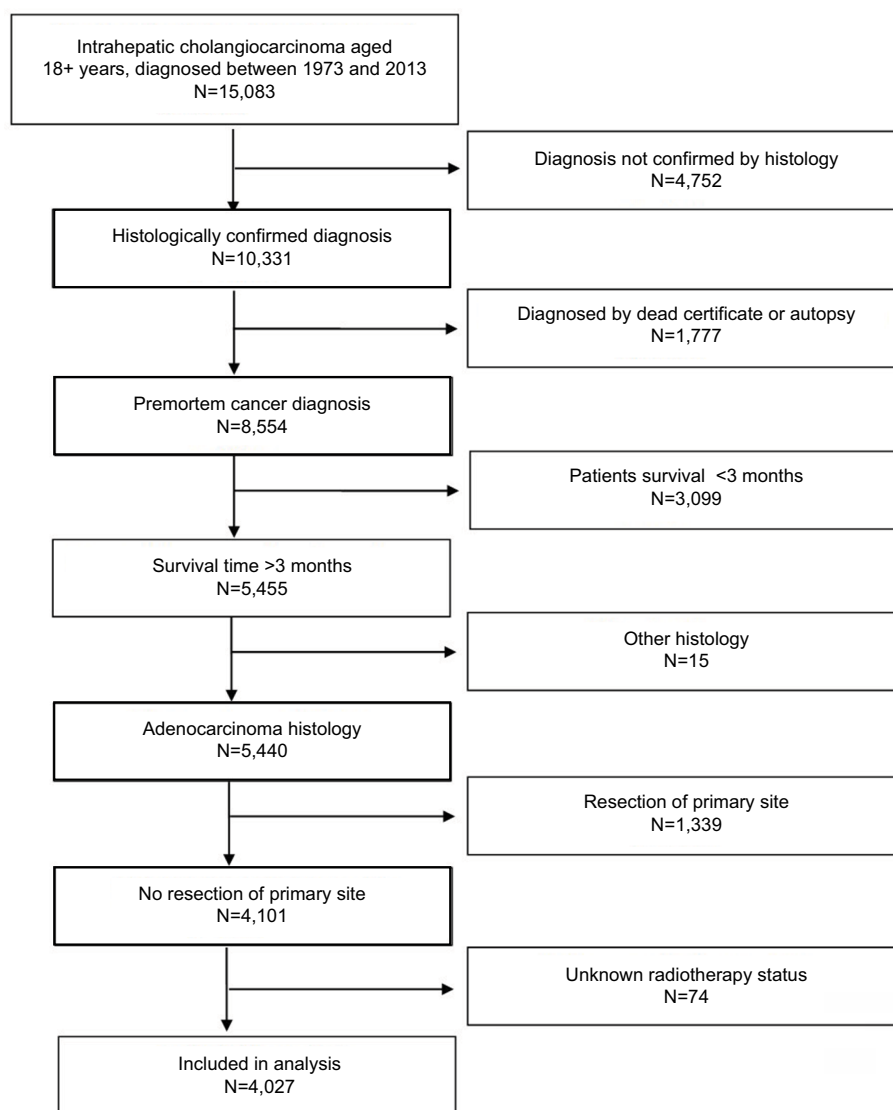 Intrahepatic cholangiocarcinoma aged
18+ years, diagnosed between 1973 and 2013
N=15,083
Diagnosis not confirmed by histology
N=4,752
Histologically confirmed diagnosis
N=10,331
Diagnosed by dead certificate or autopsy
N=1,777
Premortem cancer diagnosis
N=8,554
Patients survival <3 months
N=3,099
Survival time >3 months
N=5,455
Other histology
N=15
Adenocarcinoma histology
N=5,440
Resection of primary site
N=1,339
No resection of primary site
N=4,101
Unknown radiotherapy status
N=74
Included in analysis
N=4,027